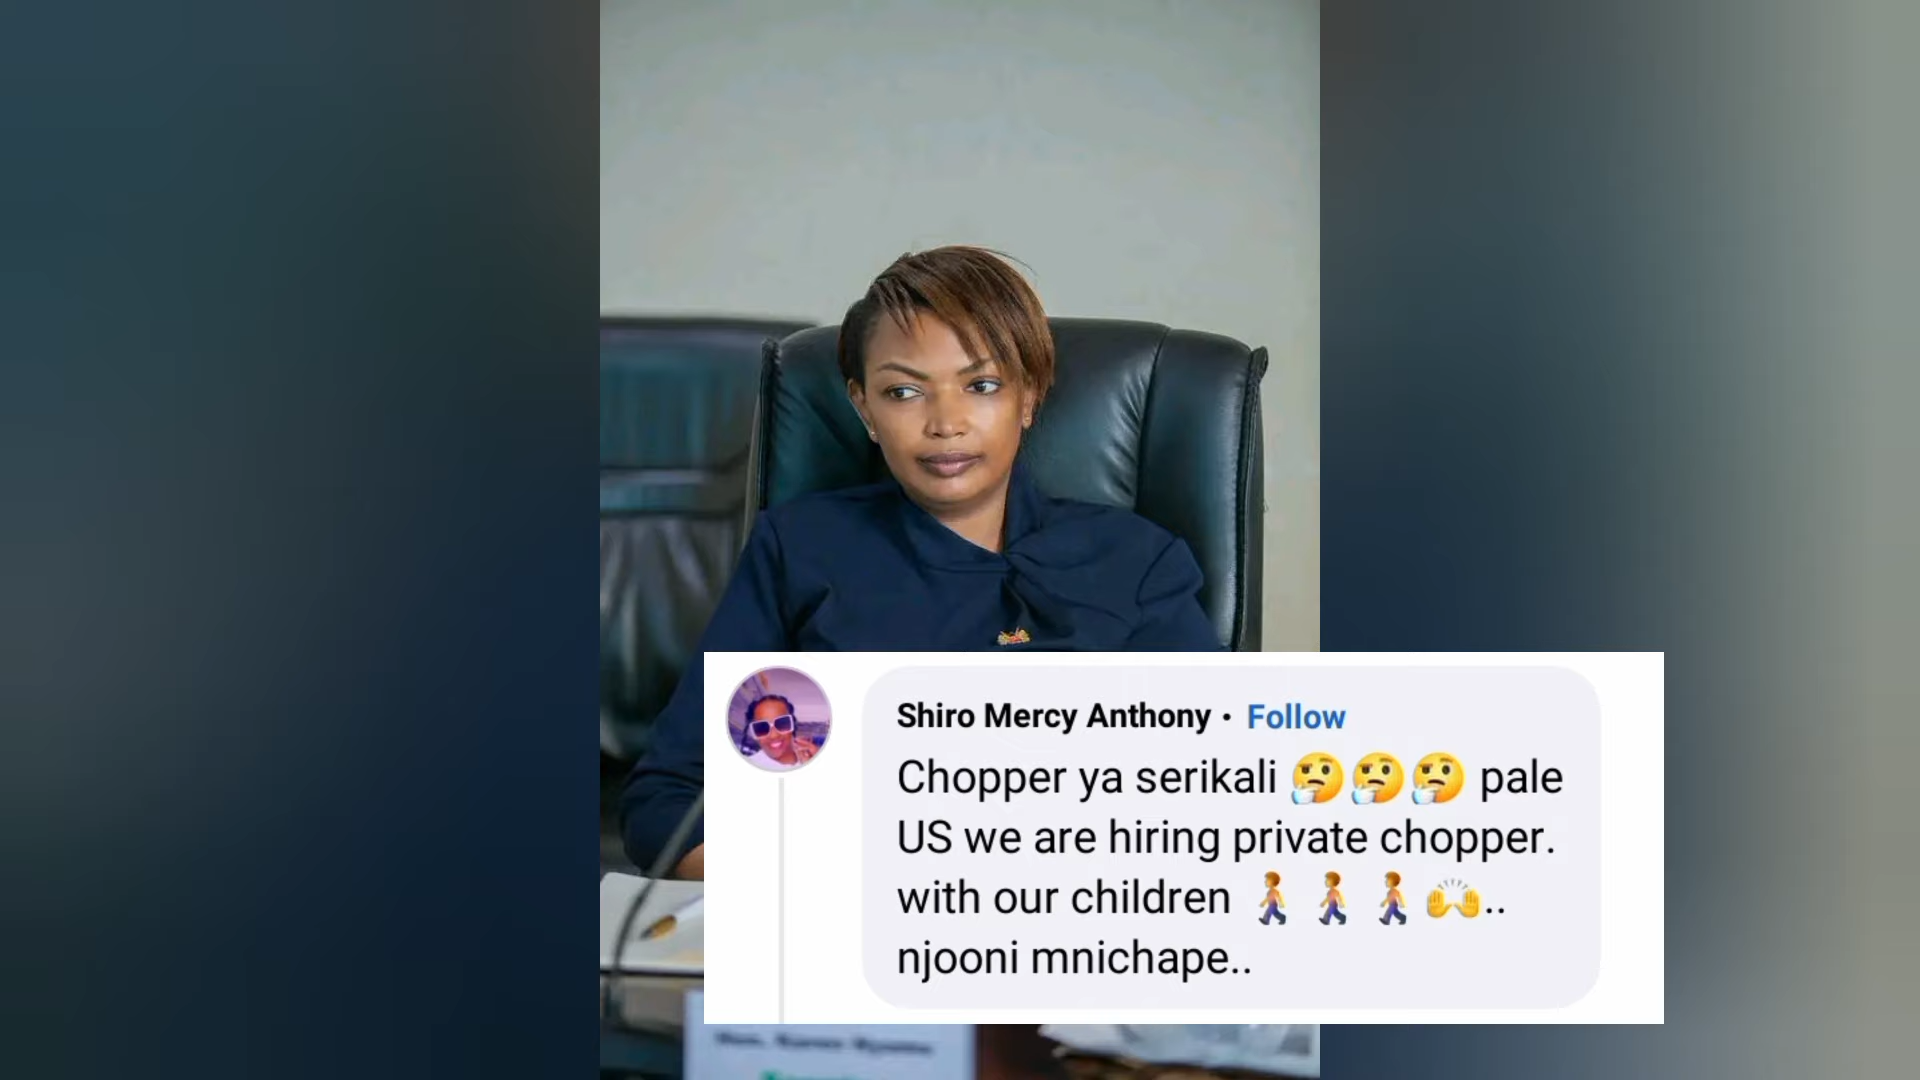 Shiro Mercy Anthony • Follow
Chopper ya serikali 🤔🤔🤔 pale
US we are hiring private chopper.
with our children 🚶🚶🚶🙌..
njooni mnichape..